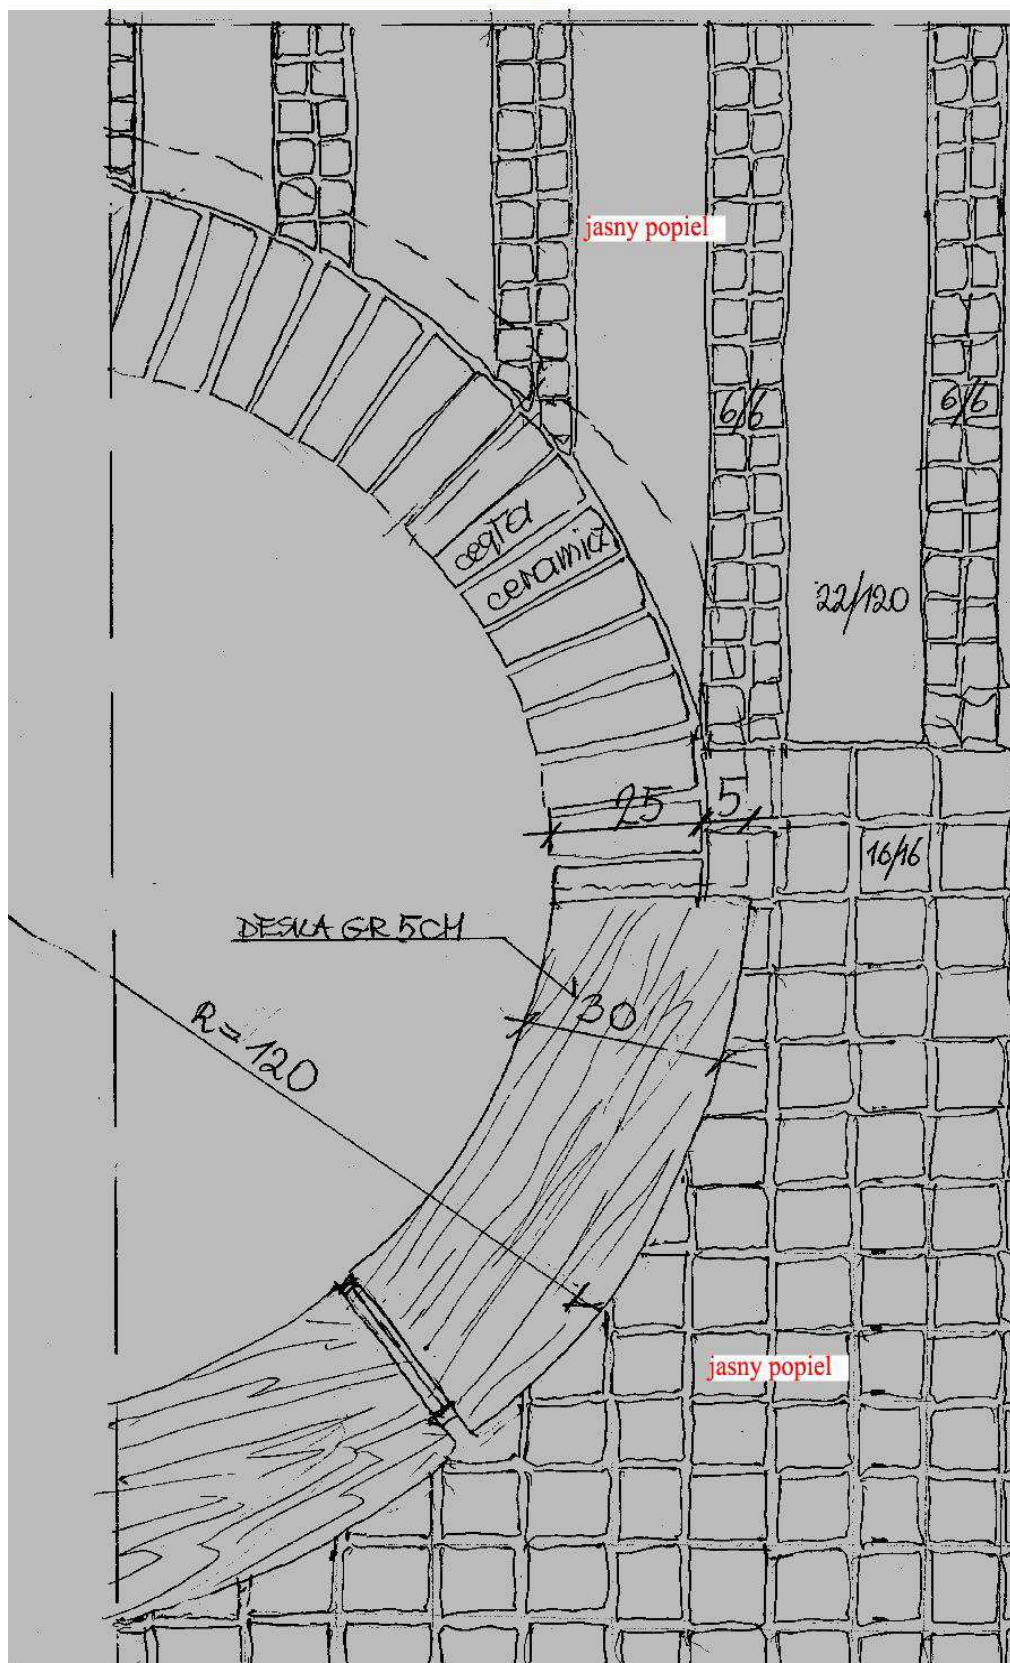 jasny popiel
6/6
6/6
cegła
ceramicz
22/120
25
5
16/16
DESKA GR 5CM
30
R=120
jasny popiel